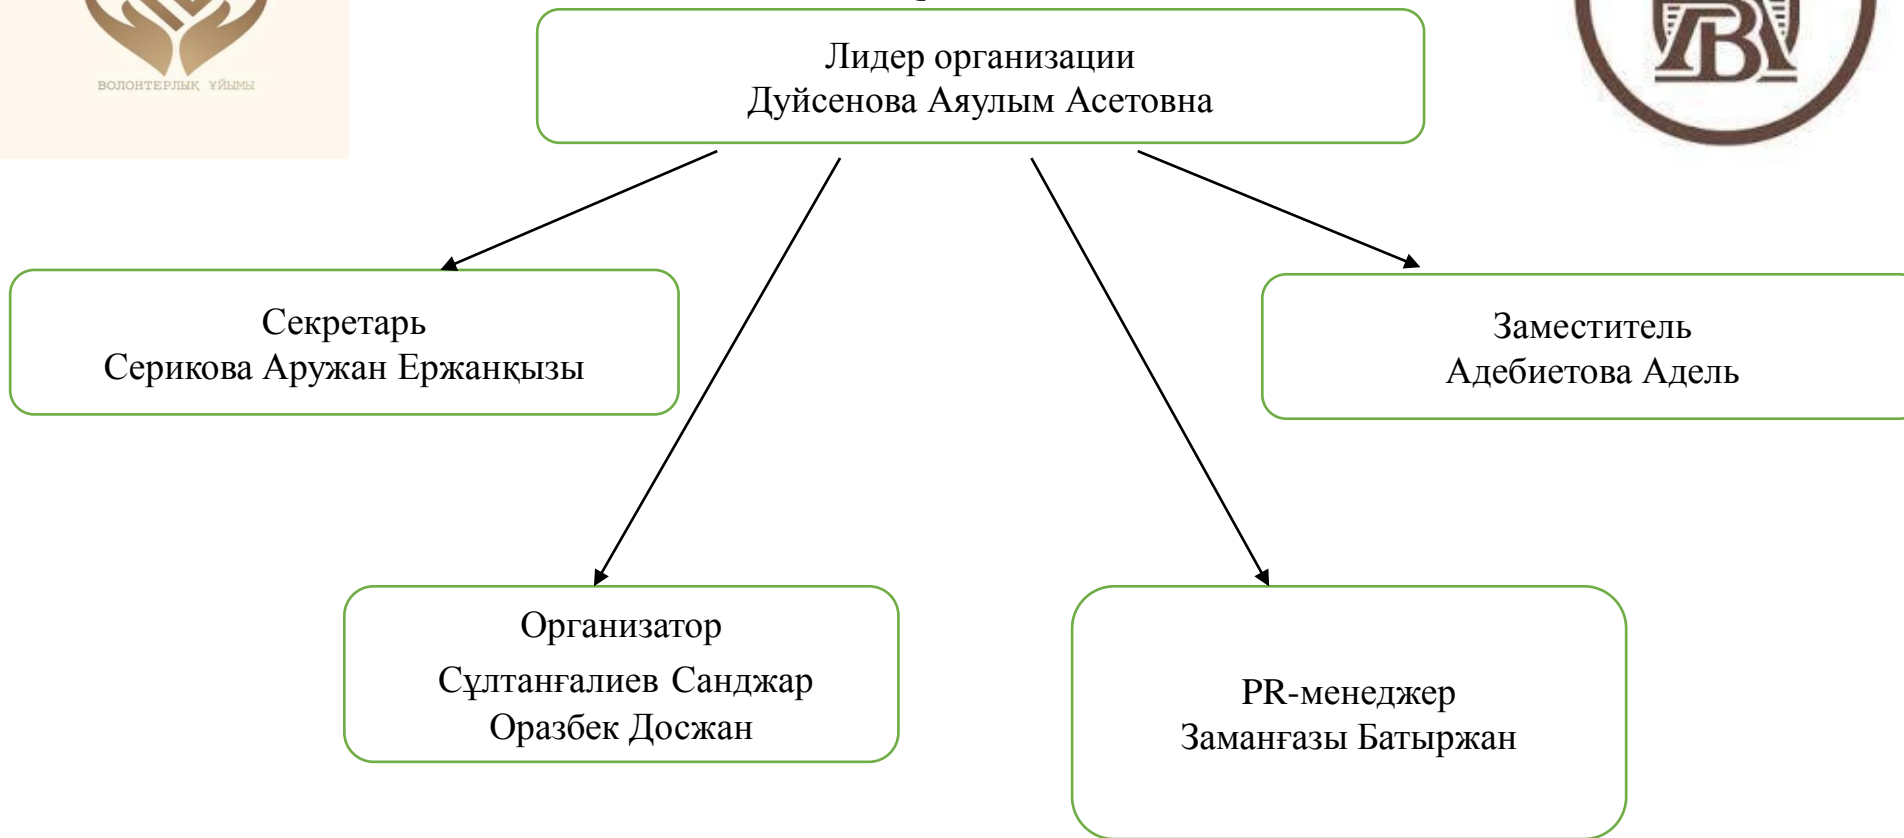 ВОЛОНТЕРЛІК ҰЙЫМЫ
Лидер организации
Дуйсенова Аяулым Асетовна
Секретарь
Серикова Аружан Ержанқызы
Заместитель
Адебиетова Адель
Организатор
Сұлтанғалиев Санджар
Оразбек Досжан
PR-менеджер
Заманғазы Батыржан